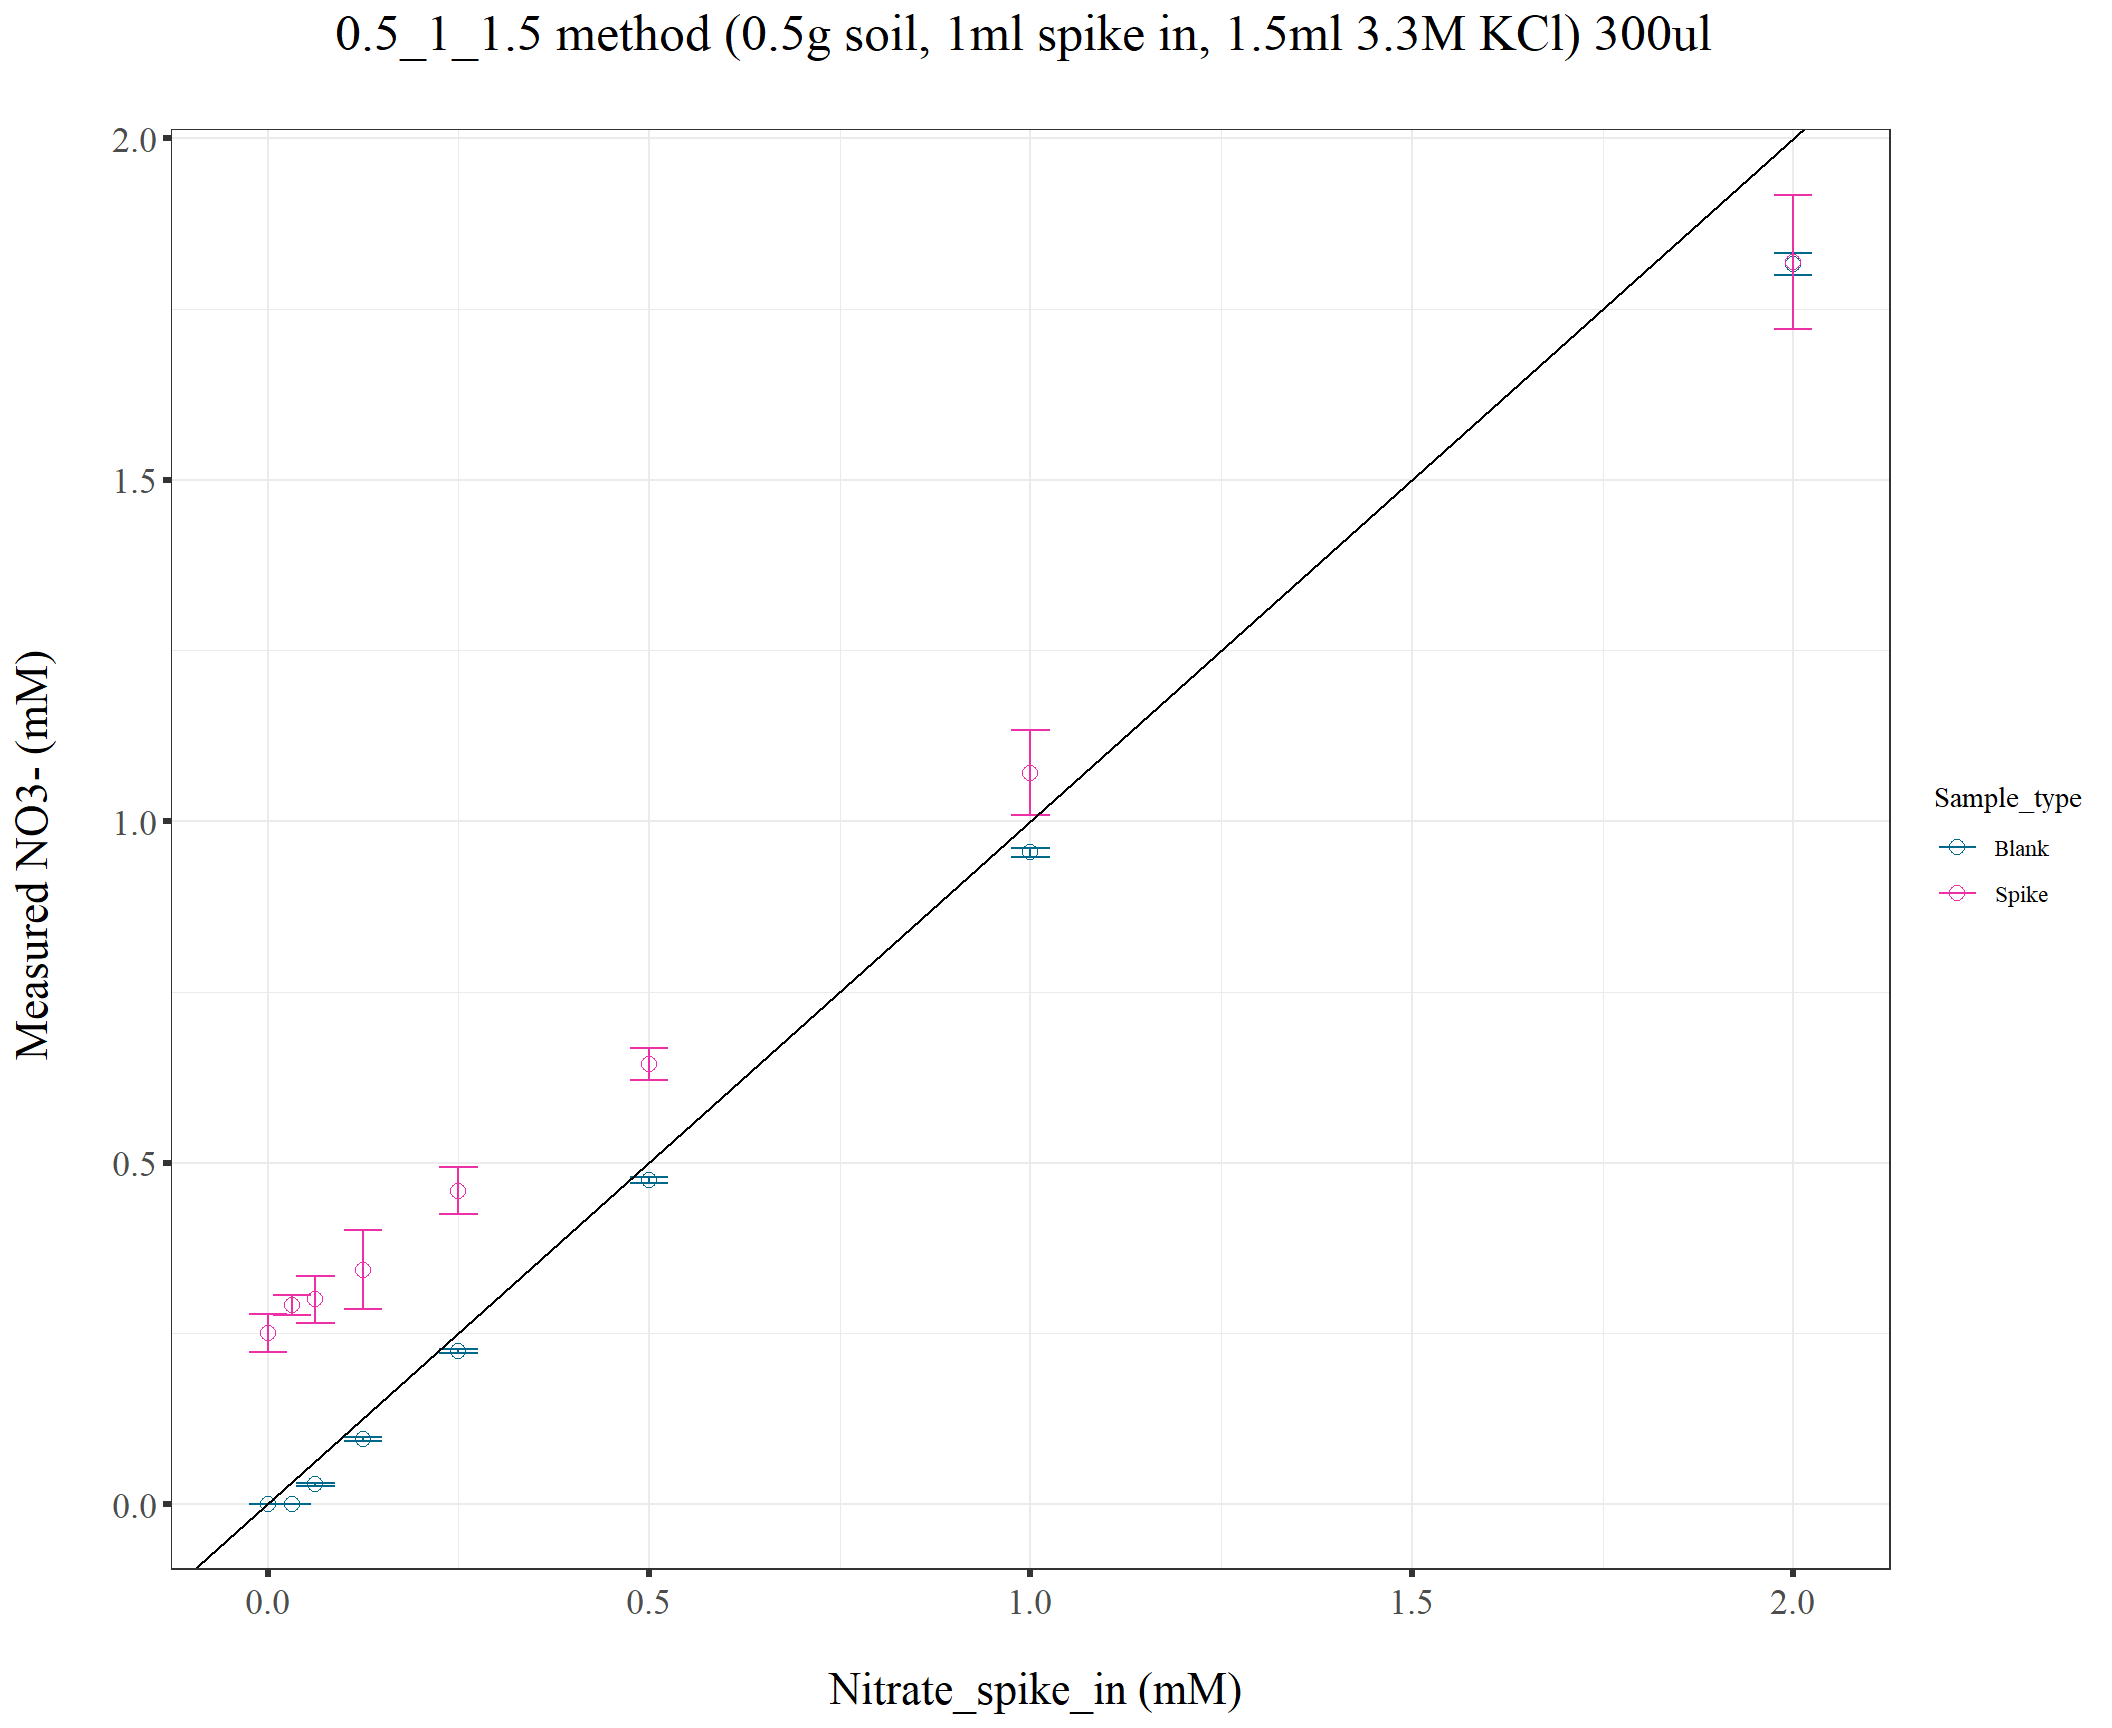 0.5_1_1.5 method (0.5g soil, 1ml spike in, 1.5ml 3.3M KCl) 300ul
2.0
1.5
1.0
0.5
0.0
Measured NO3- (mM)
0.0 0.5 1.0 1.5 2.0
Nitrate_spike_in (mM)
Sample_type
Blank
Spike